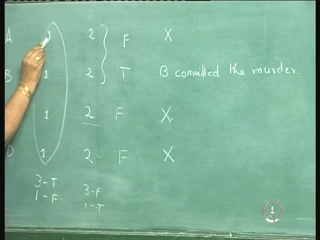 A 1 2 F X
B 1 2 T B committed the murder
1 2 F X
D 1 2 F X
3-T 3-F
1-F 1-T